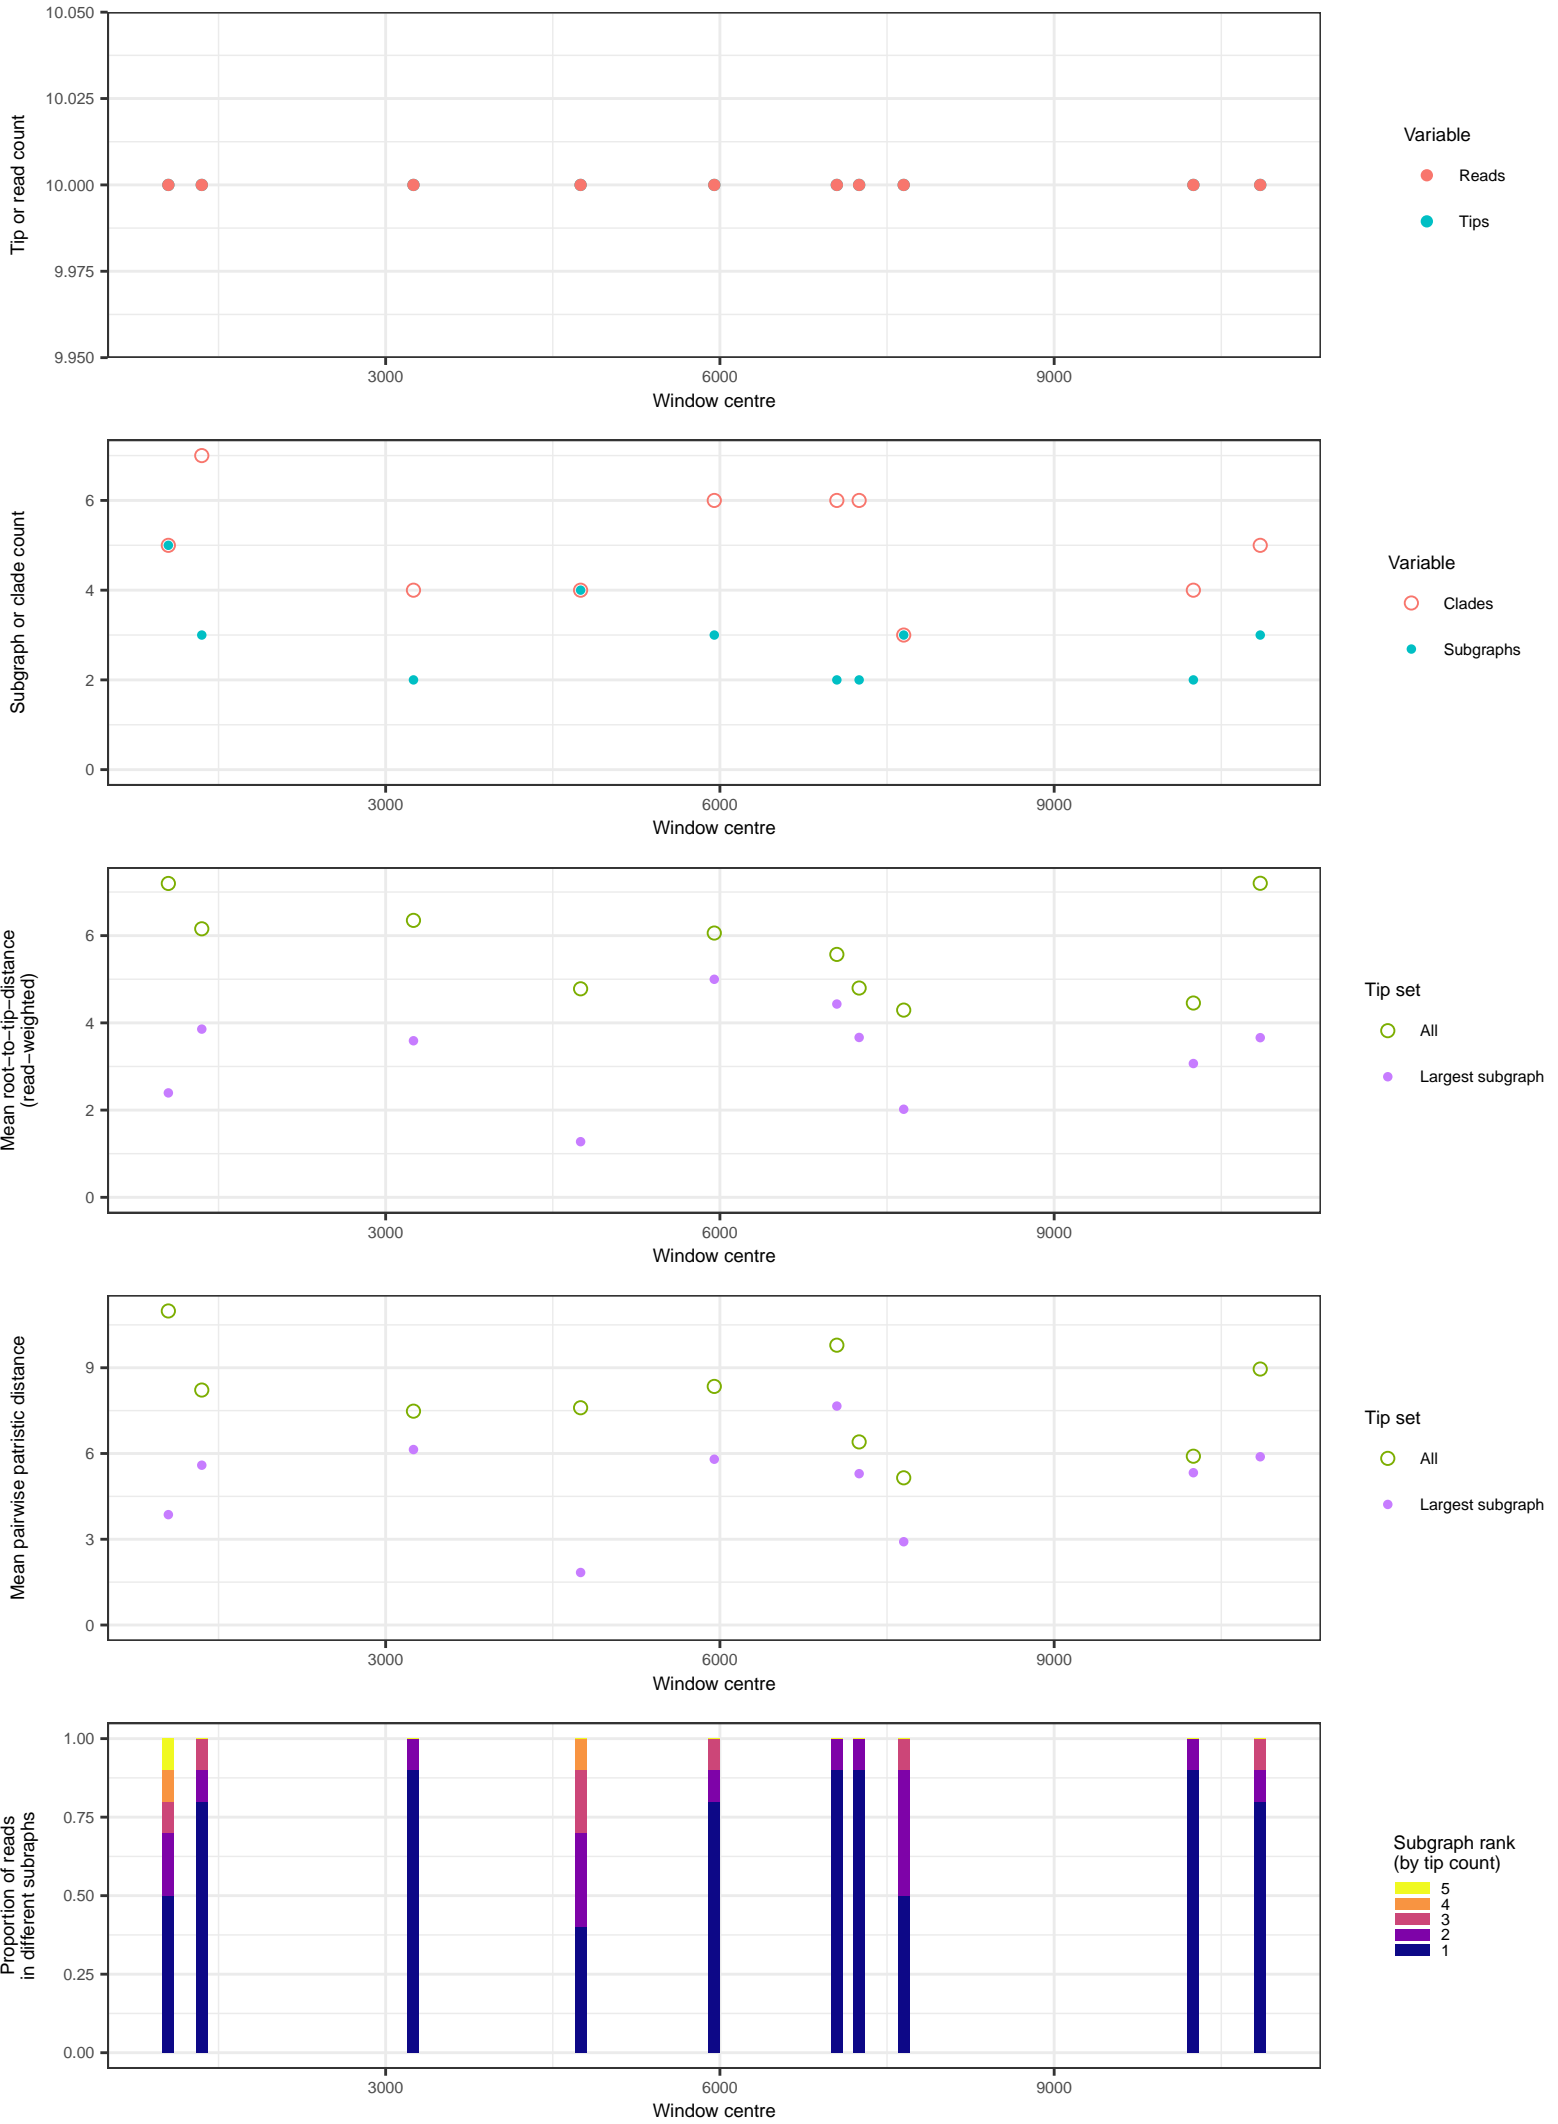 10.050
10.025
10.000
9.975
9.950
Tip or read count
3000 6000 9000
Window centre
Variable
Reads
Tips
6
4
2
0
Subgraph or clade count
3000 6000 9000
Window centre
Variable
Clades
Subgraphs
6
4
2
0
Mean root-to-tip-distance
(read-weighted)
3000 6000 9000
Window centre
Tip set
All
Largest subgraph
9
6
3
0
Mean pairwise patristic distance
3000 6000 9000
Window centre
Tip set
All
Largest subgraph
1.00
0.75
0.50
0.25
0.00
Proportion of reads
in different subraphs
3000 6000 9000
Window centre
Subgraph rank
(by tip count)
5
4
3
2
1